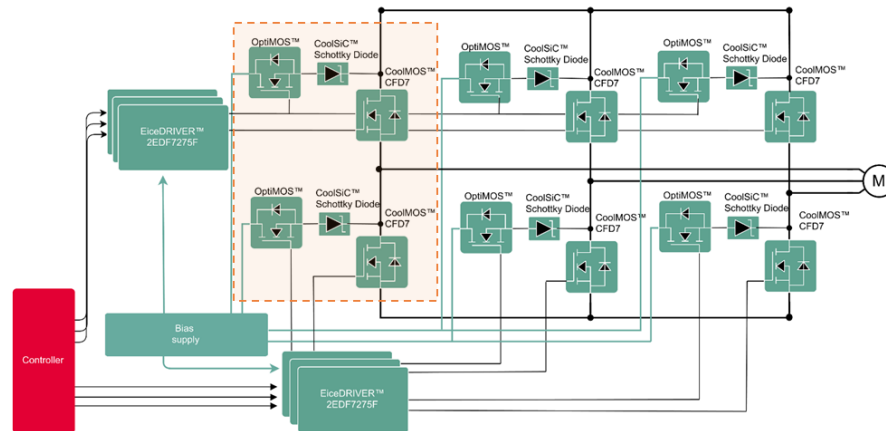 OptiMOS™
CoolSiC™
Schottky Diode
CoolMOS™
CFD7
OptiMOS™
CoolSiC™
Schottky Diode
CoolMOS™
CFD7
OptiMOS™
CoolSiC™
Schottky Diode
CoolMOS™
CFD7
EiceDRIVER™
2EDF7275F
M
OptiMOS™
CoolSiC™
Schottky Diode
CoolMOS™
CFD7
OptiMOS™
CoolSiC™
Schottky Diode
CoolMOS™
CFD7
OptiMOS™
CoolSiC™
Schottky Diode
CoolMOS™
CFD7
Bias
supply
Controller
EiceDRIVER™
2EDF7275F